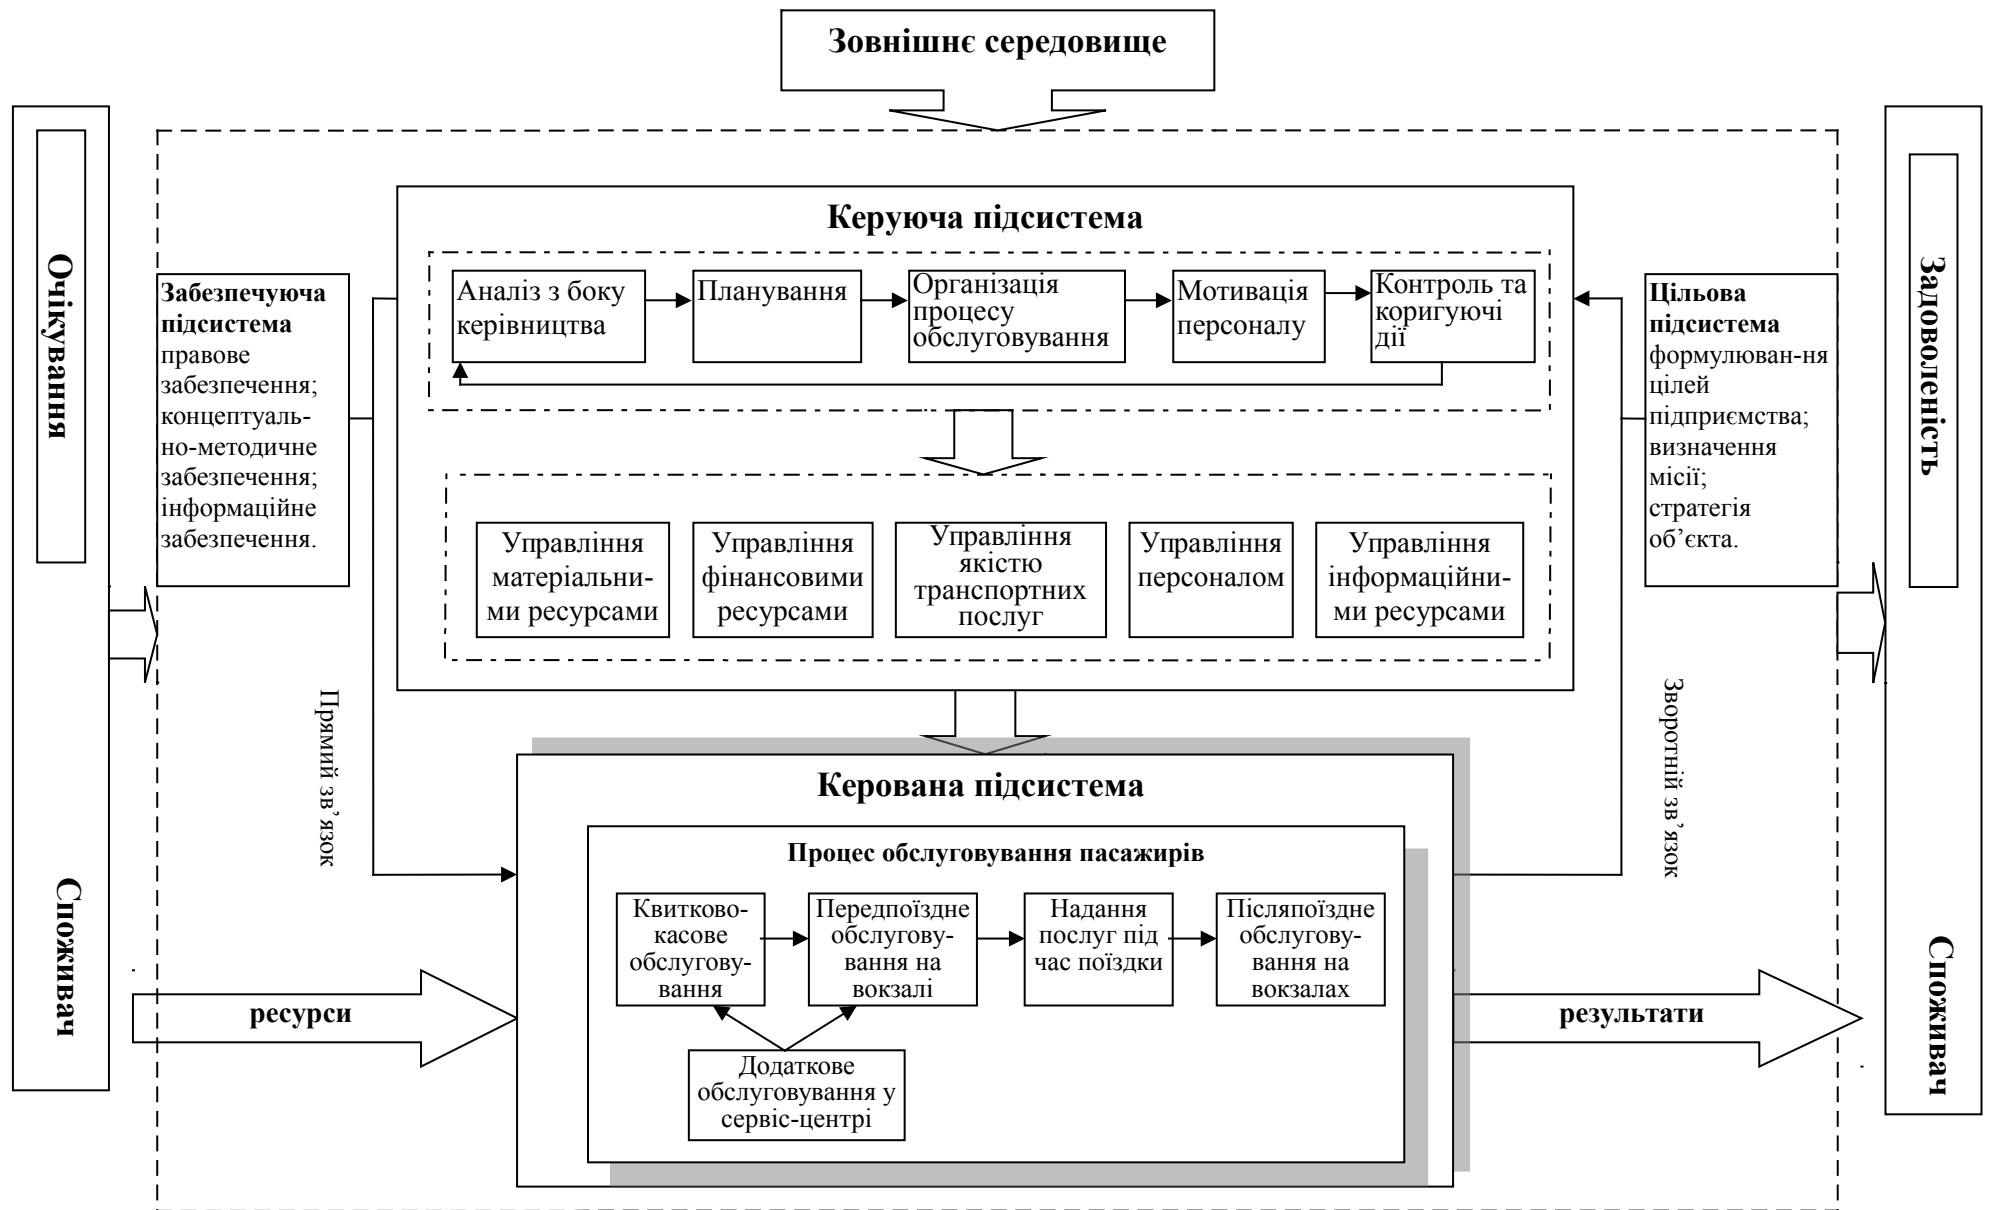 Зовнішнє середовище
Очікування
Споживач
Забезпечуюча
підсистема
правове
забезпечення;
концептуаль-
но-методичне
забезпечення;
інформаційне
забезпечення.
Керуюча підсистема
Аналіз з боку
керівництва
Планування
Організація
процесу
обслуговування
Мотивація
персоналу
Контроль та
коригуючі
дії
Управління
матеріальни-
ми ресурсами
Управління
фінансовими
ресурсами
Управління
якістю
транспортних
послуг
Управління
персоналом
Управління
інформаційни-
ми ресурсами
Цільова
підсистема
формулюван-ня
цілей
підприємства;
визначення
місії;
стратегія
об’єкта.
Задоволеність
Споживач
Прямий зв’язок
Зворотній зв’язок
Керована підсистема
Процес обслуговування пасажирів
Квитково-
касове
обслугову-
вання
Передпоїздне
обслугову-
вання на
вокзалі
Надання
послуг під
час поїздки
Післяпоїздне
обслугову-
вання на
вокзалах
Додаткове
обслуговування у
сервіс-центрі
ресурси
результати